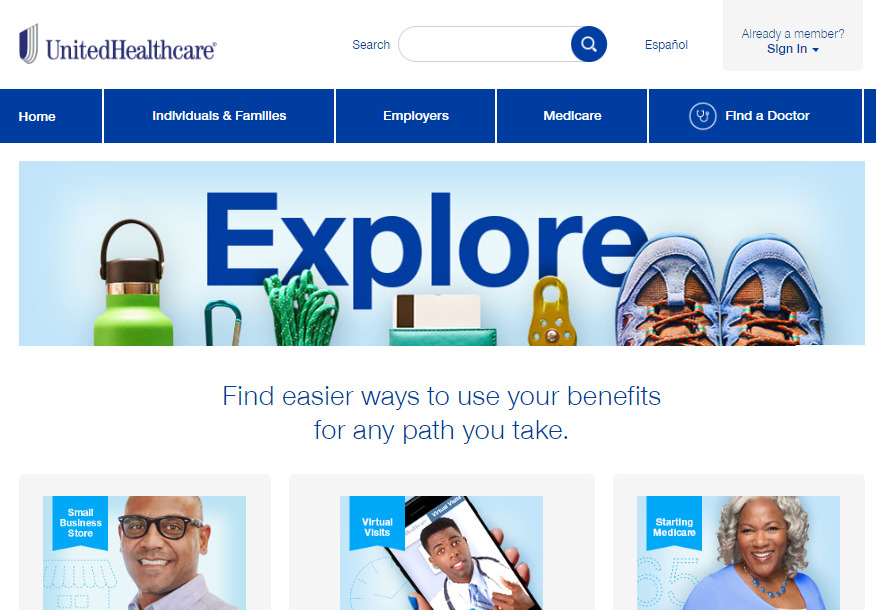 UnitedHealthcare®
Search
Español
Already a member?
Sign In
Home
Individuals & Families
Employers
Medicare
Find a Doctor
Explore
Find easier ways to use your benefits
for any path you take.
Small
Business
Store
Virtual
Visits
Virtual Visits
Starting
Medicare
65